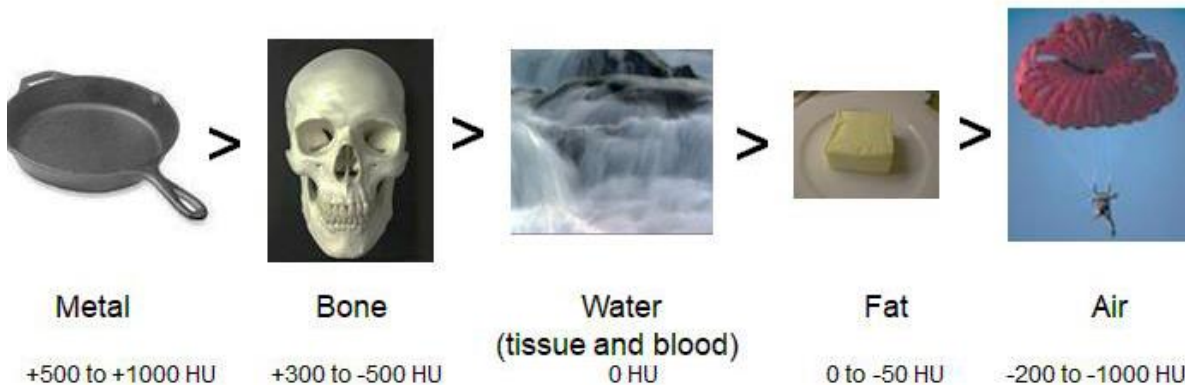 > > > >
Metal Bone Water Fat Air
(tissue and blood)
+500 to +1000 HU +300 to -500 HU 0 HU 0 to -50 HU -200 to -1000 HU